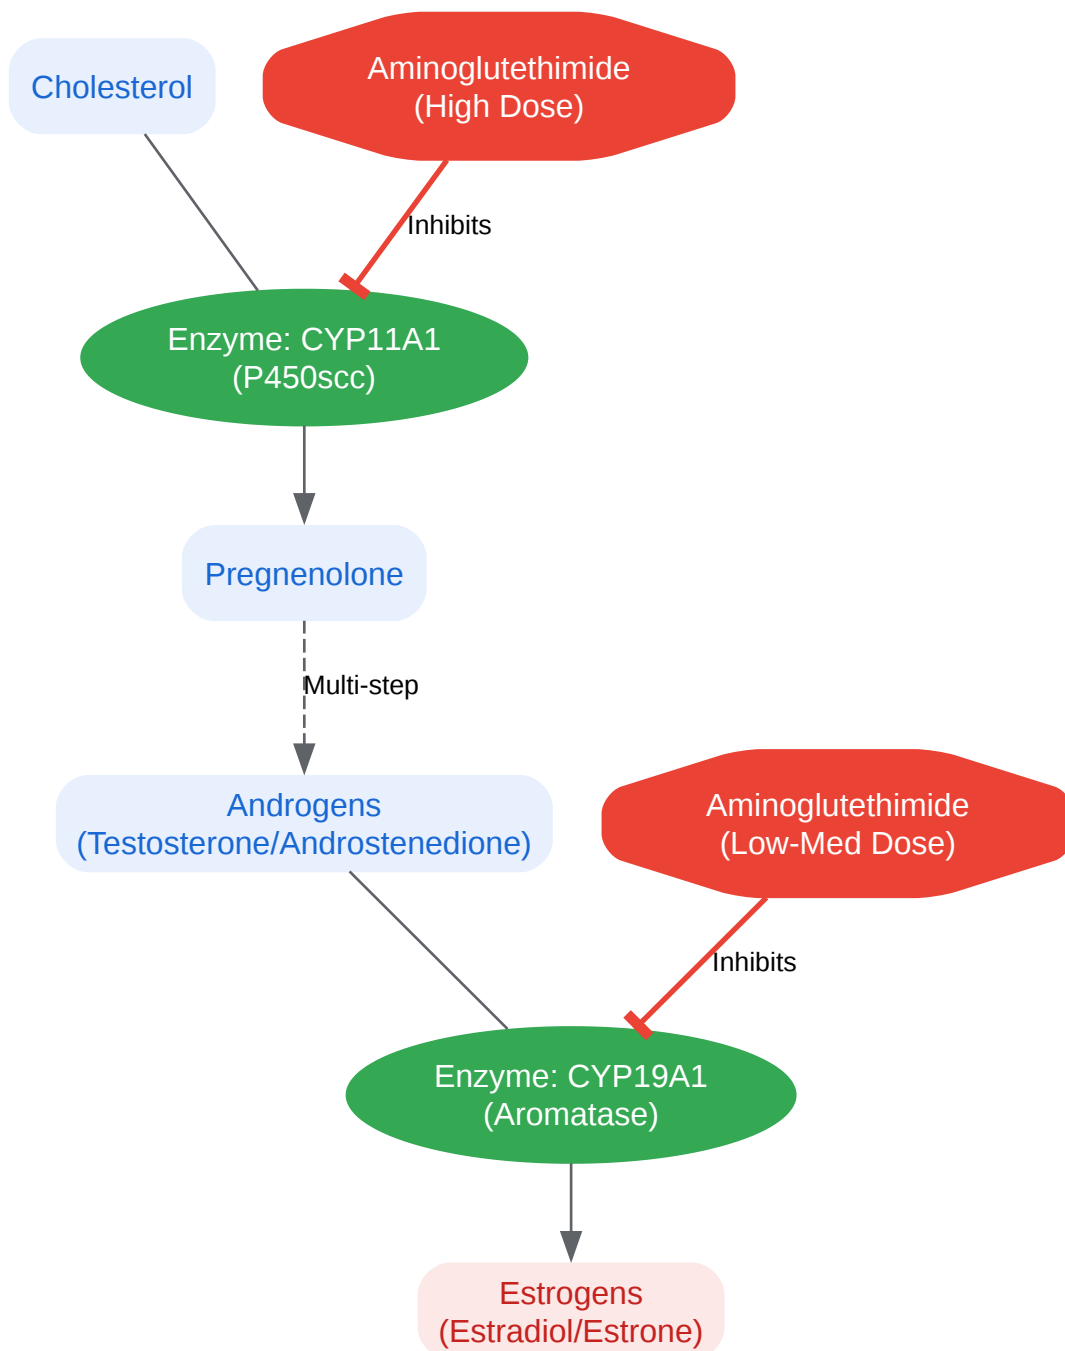 Cholesterol
Aminoglutethimide
(High Dose)
Inhibits
Enzyme: CYP11A1
(P450scc)
Pregnenolone
Multi-step
Androgens
(Testosterone/Androstenedione)
Aminoglutethimide
(Low-Med Dose)
Inhibits
Enzyme: CYP19A1
(Aromatase)
Estrogens
(Estradiol/Estrone)